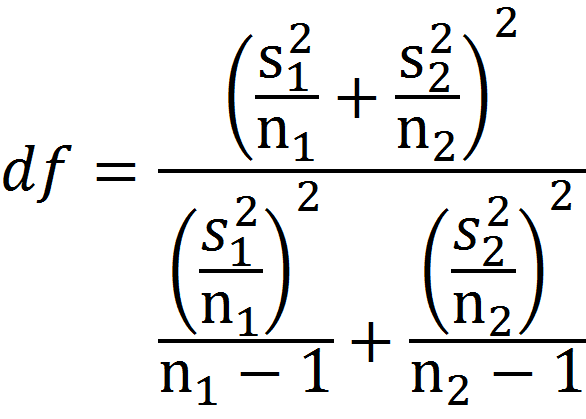 df = ((s₁²/n₁ + s₂²/n₂)²) / ((s₁²/n₁)²/(n₁ − 1) + (s₂²/n₂)²/(n₂ − 1))